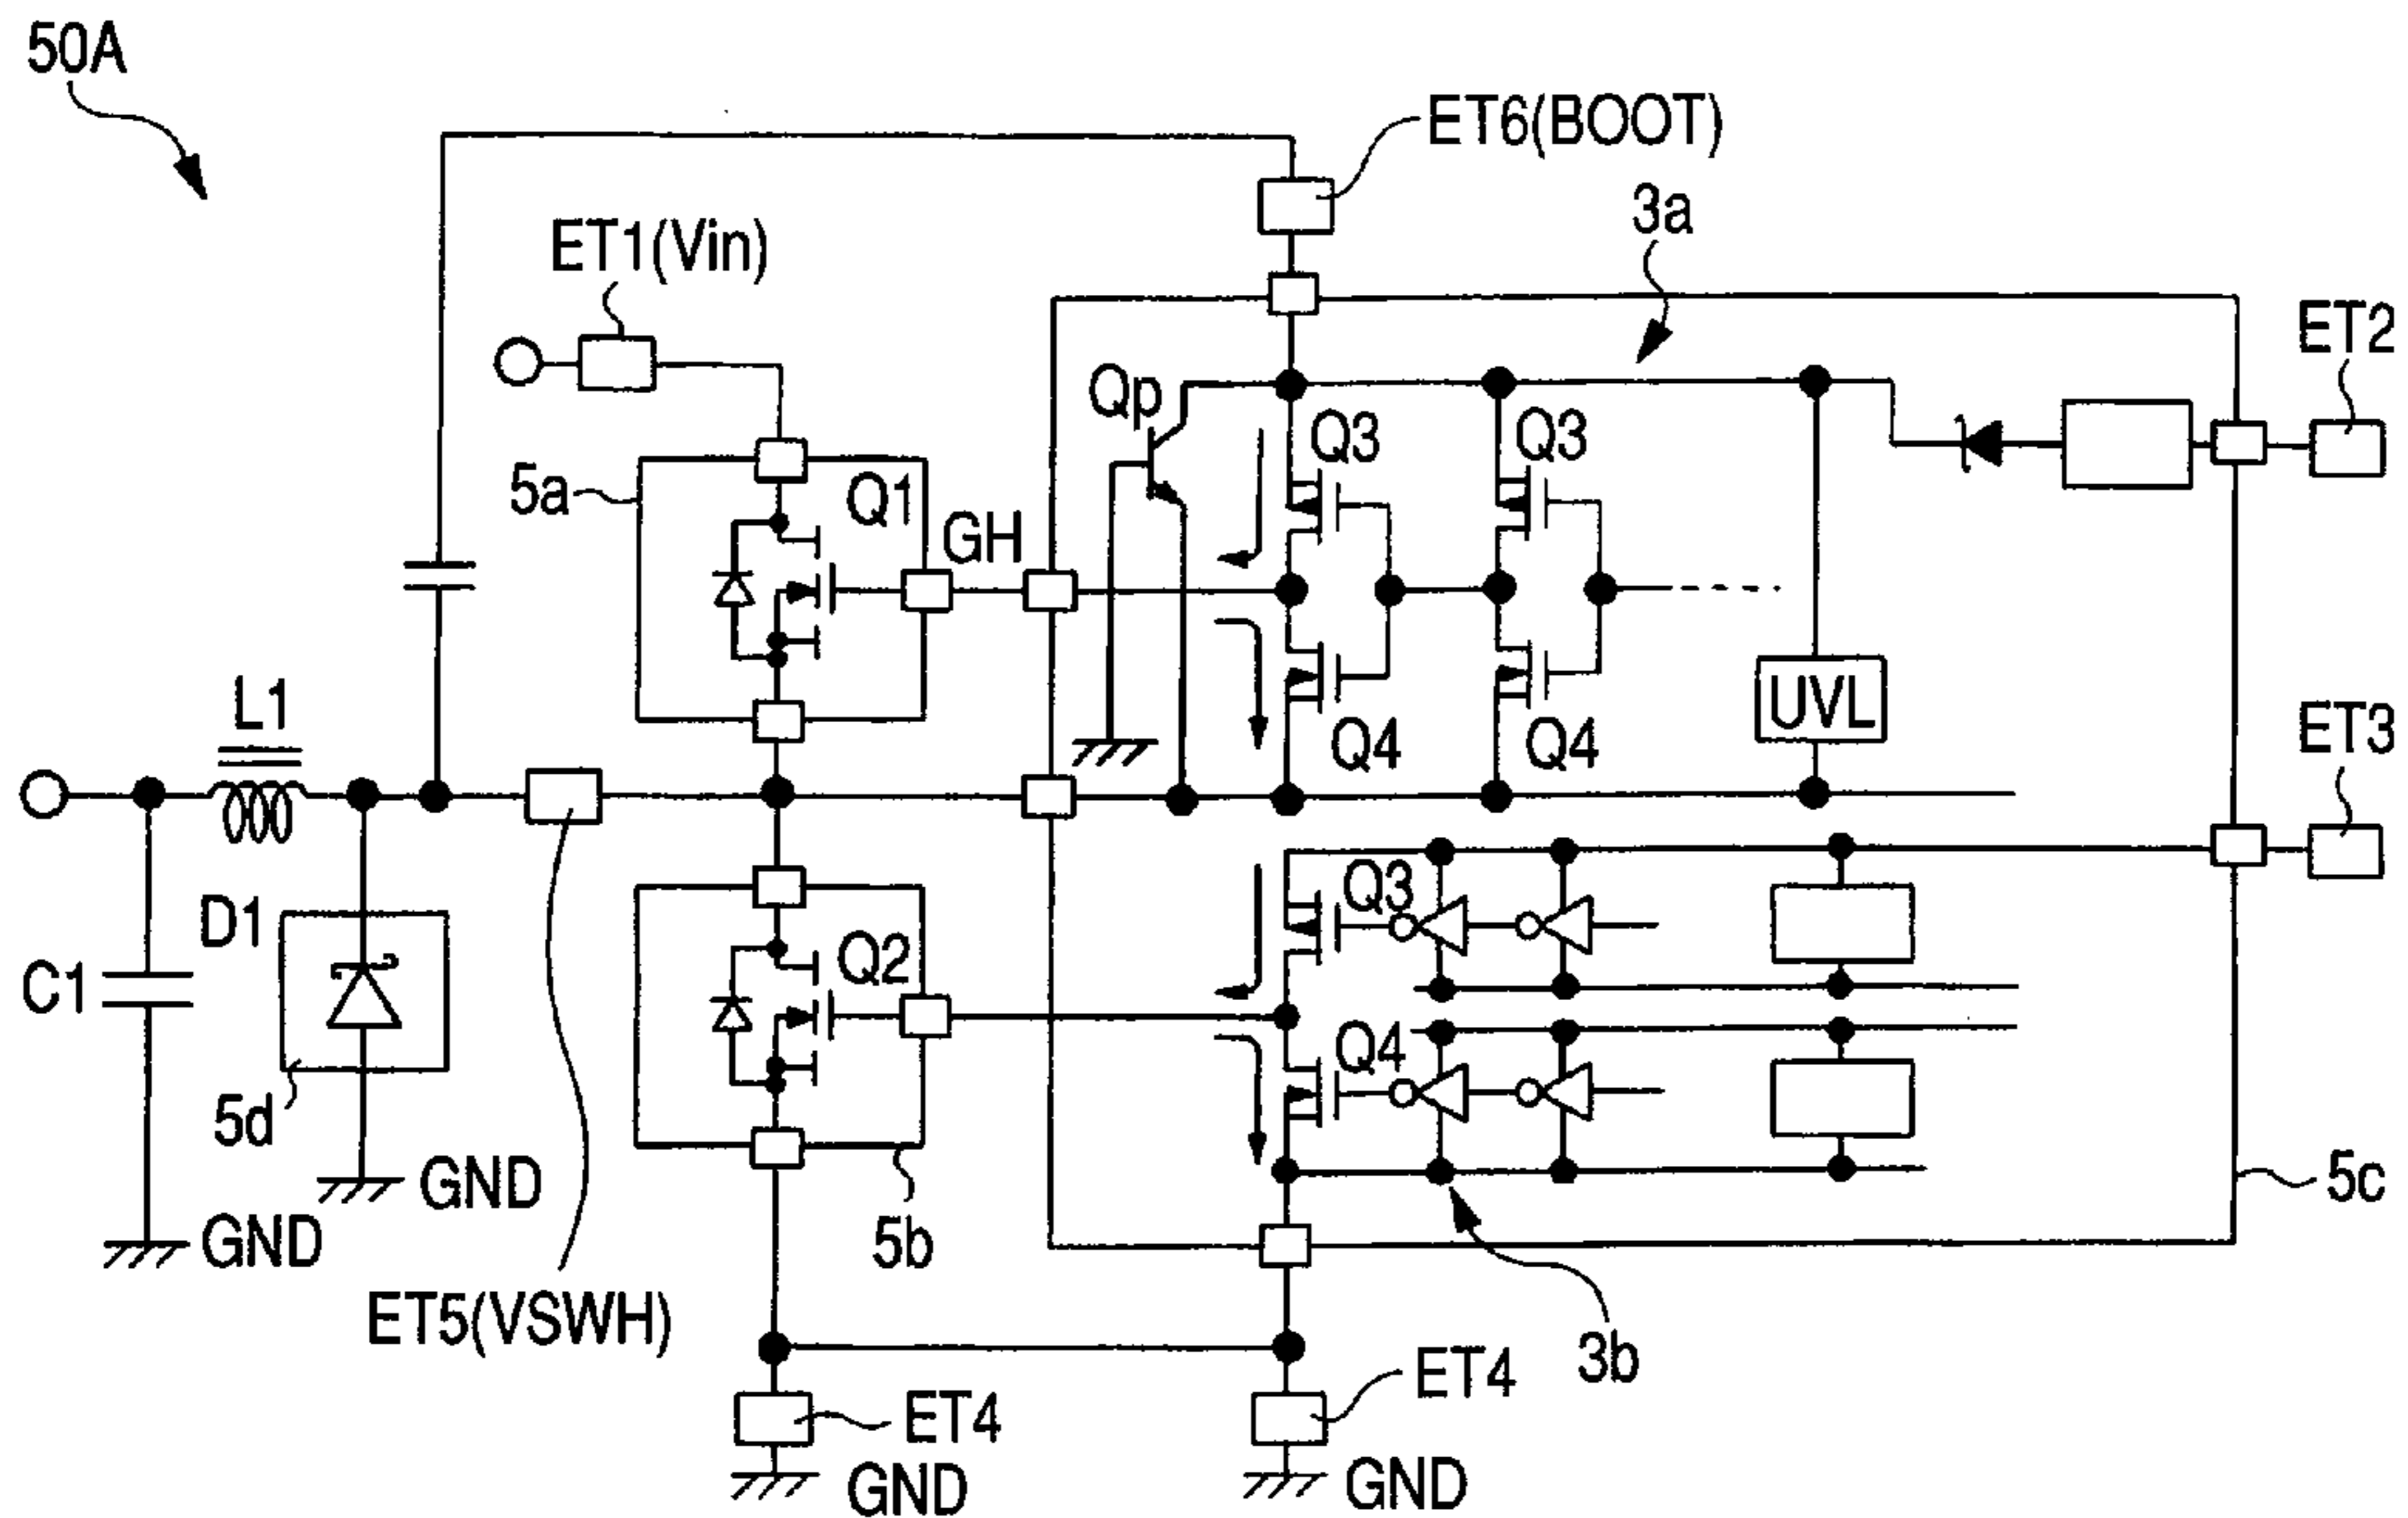 50A
ET6(BOOT)
3a
ET1(Vin)
ET2
Qp
Q3
Q3
5a
Q1
GH
L1
UVL
ET3
Q4
Q4
D1
Q3
Q2
C1
Q4
5d
GND
5c
GND
5b
ET5(VSWH)
3b
ET4
ET4
GND
GND